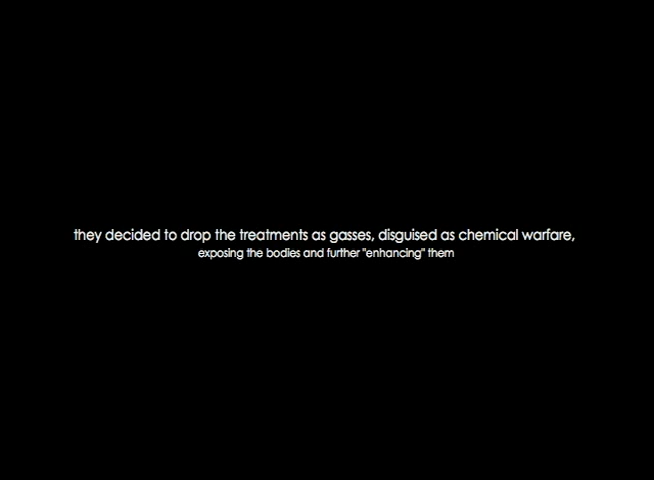 they decided to drop the treatments as gasses, disguised as chemical warfare,
exposing the bodies and further "enhancing" them